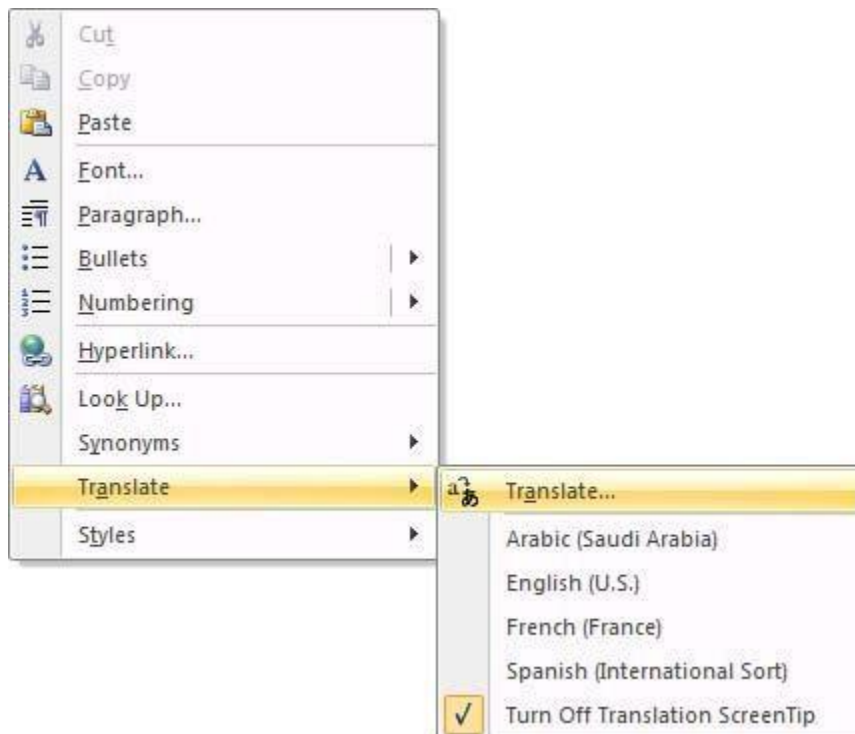 Cut
Copy
Paste
Font...
Paragraph...
Bullets
Numbering
Hyperlink...
Look Up...
Synonyms
Translate
Styles
Translate...
Arabic (Saudi Arabia)
English (U.S.)
French (France)
Spanish (International Sort)
Turn Off Translation ScreenTip